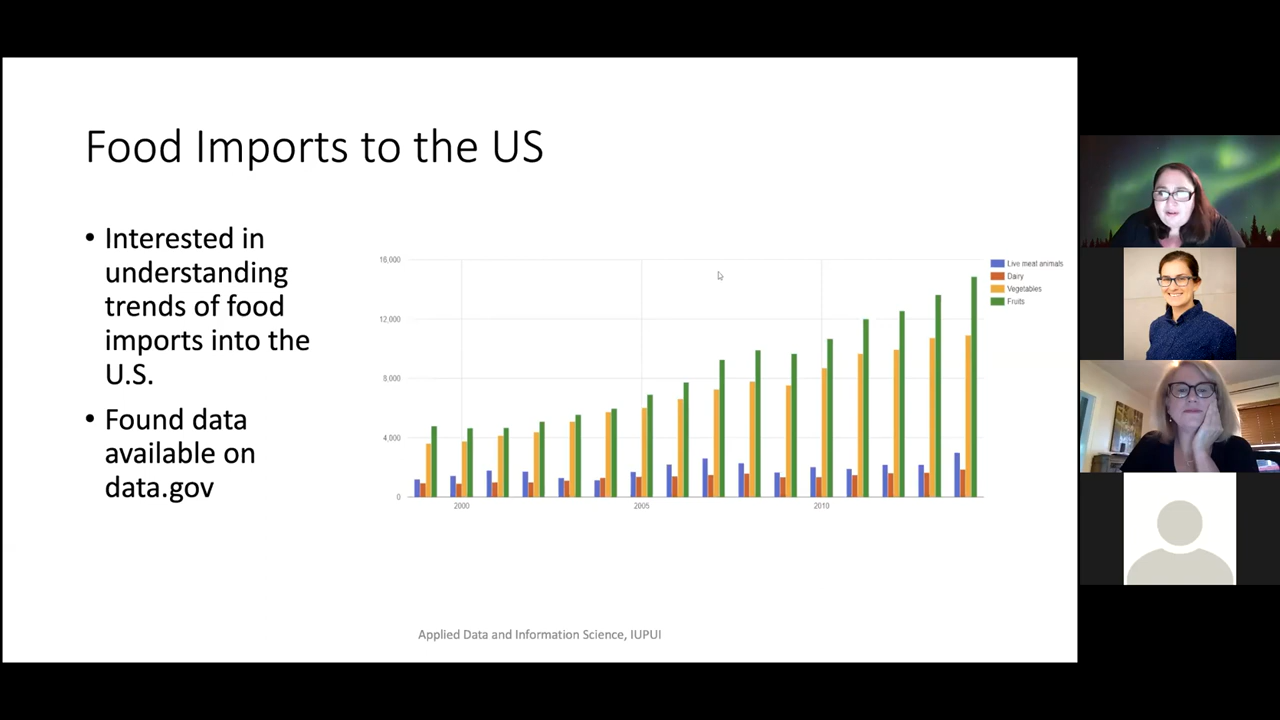 Food Imports to the US
• Interested in
understanding
trends of food
imports into the
U.S.
• Found data
available on
data.gov
16,000
12,000
8,000
4,000
0
2000
2005
2010
Live meat animals
Dairy
Vegetables
Fruits
Applied Data and Information Science, IUPUI